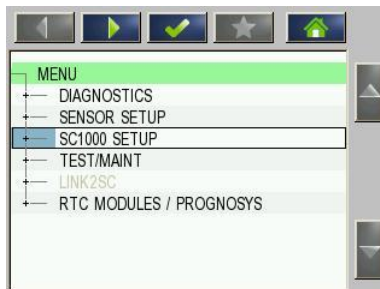 MENU
DIAGNOSTICS
SENSOR SETUP
SC1000 SETUP
TEST/MAINT
LINK2SC
RTC MODULES / PROGNOSYS